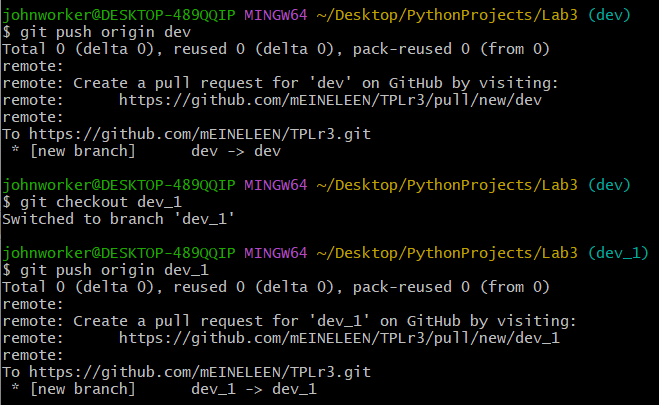 johnworker@DESKTOP-489QQIP MINGW64 ~/Desktop/PythonProjects/Lab3 (dev)
$ git push origin dev
Total 0 (delta 0), reused 0 (delta 0), pack-reused 0 (from 0)
remote:
remote: Create a pull request for 'dev' on GitHub by visiting:
remote:      https://github.com/mEINELEEN/TPLr3/pull/new/dev
remote:
To https://github.com/mEINELEEN/TPLr3.git
 * [new branch]      dev -> dev

johnworker@DESKTOP-489QQIP MINGW64 ~/Desktop/PythonProjects/Lab3 (dev)
$ git checkout dev_1
Switched to branch 'dev_1'

johnworker@DESKTOP-489QQIP MINGW64 ~/Desktop/PythonProjects/Lab3 (dev_1)
$ git push origin dev_1
Total 0 (delta 0), reused 0 (delta 0), pack-reused 0 (from 0)
remote:
remote: Create a pull request for 'dev_1' on GitHub by visiting:
remote:      https://github.com/mEINELEEN/TPLr3/pull/new/dev_1
remote:
To https://github.com/mEINELEEN/TPLr3.git
 * [new branch]      dev_1 -> dev_1